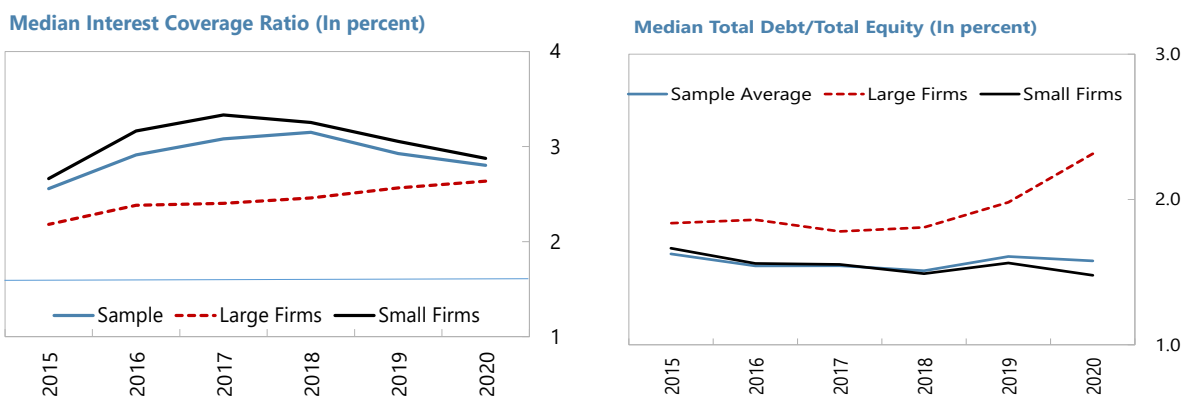 Median Interest Coverage Ratio (In percent)
4
3
2
1
Sample Large Firms Small Firms
2015 2016 2017 2018 2019 2020
Median Total Debt/Total Equity (In percent)
3.0
Sample Average Large Firms Small Firms
2.0
1.0
2015 2016 2017 2018 2019 2020